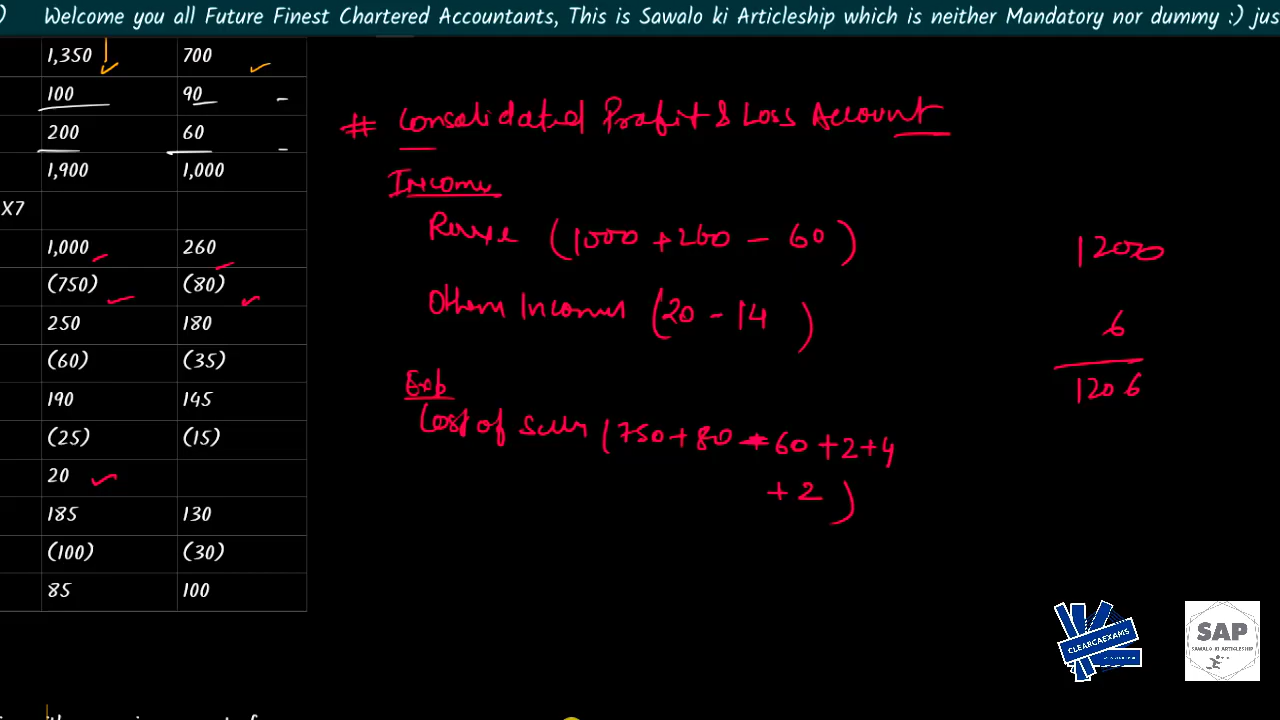 ) Welcome you all Future Finest Chartered Accountants, This is Sawalo ki Articleship which is neither Mandatory nor dummy :) jus
1,350 700
100 90 -
200 60 -
1,900 1,000
X7
1,000 260
(750) (80)
250 180
(60) (35)
190 145
(25) (15)
20
185 130
(100) (30)
85 100
# Consolidated Profit & Loss Account
Income
(1000 + 260 - 60) 1200
Other Incomes (20 - 14) 6
1206
Exp
Cost of (750 + 80 - 60 + 2 + 4
+ 2)
CLEARCAEXAMS
SAP
SAWALO KI ARTICLESHIP